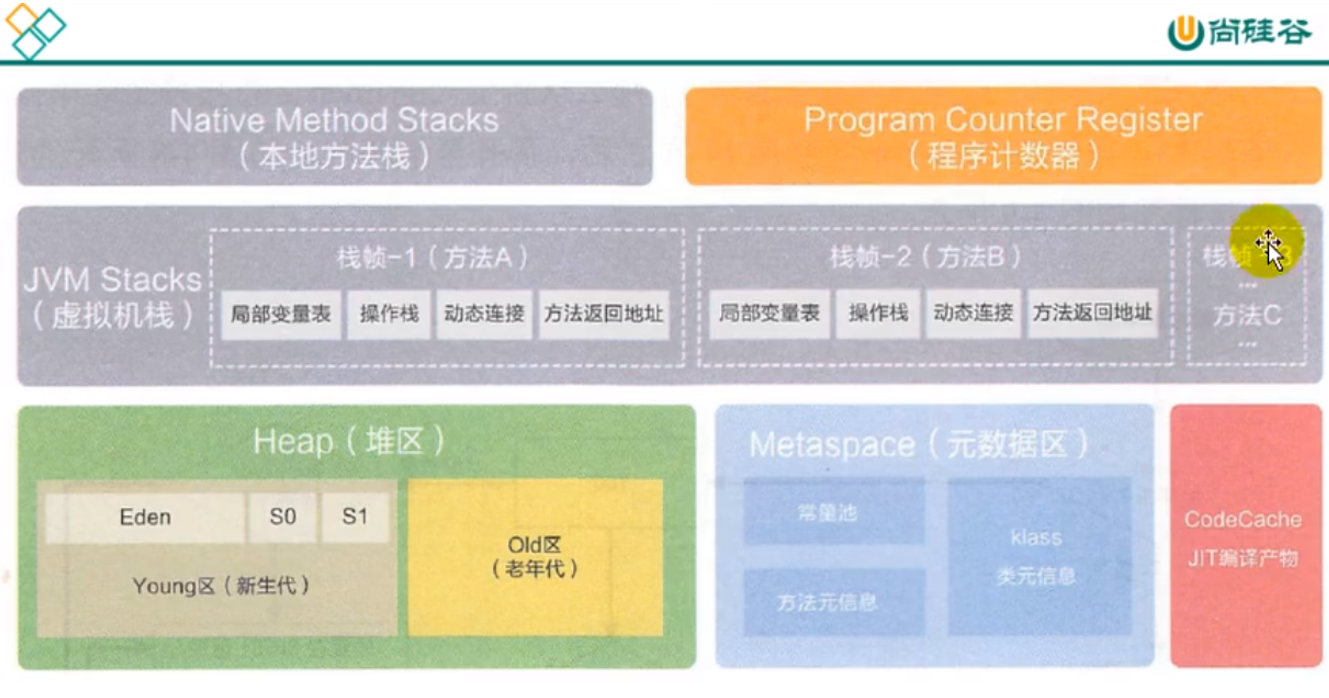 尚硅谷
Native Method Stacks
（本地方法栈）
Program Counter Register
（程序计数器）
JVM Stacks
（虚拟机栈）
栈帧-1（方法A）
局部变量表 操作栈 动态连接 方法返回地址
栈帧-2（方法B）
局部变量表 操作栈 动态连接 方法返回地址
栈帧-3
...
方法C
...
Heap（堆区）
Eden S0 S1
Young区（新生代）
Old区
（老年代）
Metaspace（元数据区）
常量池
方法元信息
klass
类元信息
CodeCache
JIT编译产物